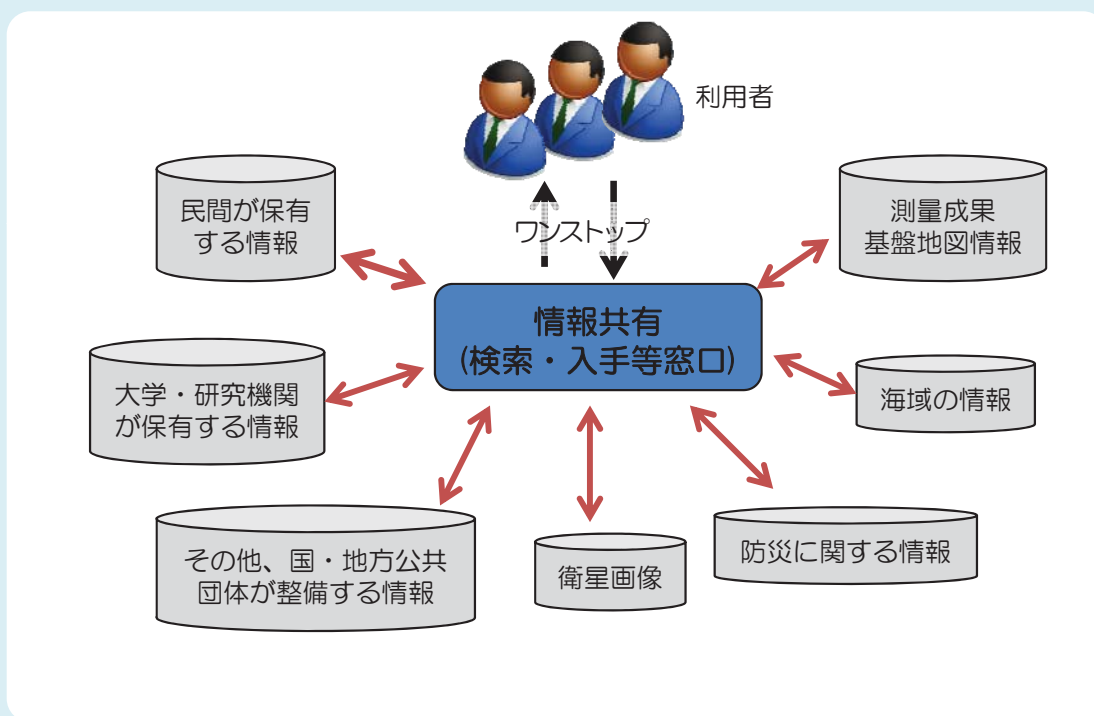 利用者
ワンストップ
民間が保有
する情報
測量成果
基盤地図情報
情報共有
(検索・入手等窓口)
大学・研究機関
が保有する情報
海域の情報
その他、国・地方公共
団体が整備する情報
衛星画像
防災に関する情報